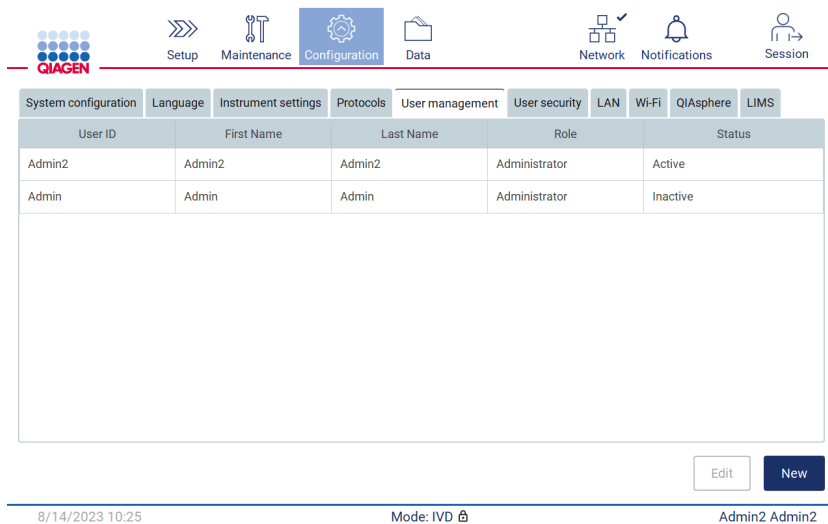 QIAGEN
Setup Maintenance Configuration Data Network Notifications Session
System configuration Language Instrument settings Protocols User management User security LAN Wi-Fi QIAsphere LIMS
User ID First Name Last Name Role Status
Admin2 Admin2 Admin2 Administrator Active
Admin Admin Admin Administrator Inactive
Edit New
8/14/2023 10:25 Mode: IVD Admin2 Admin2